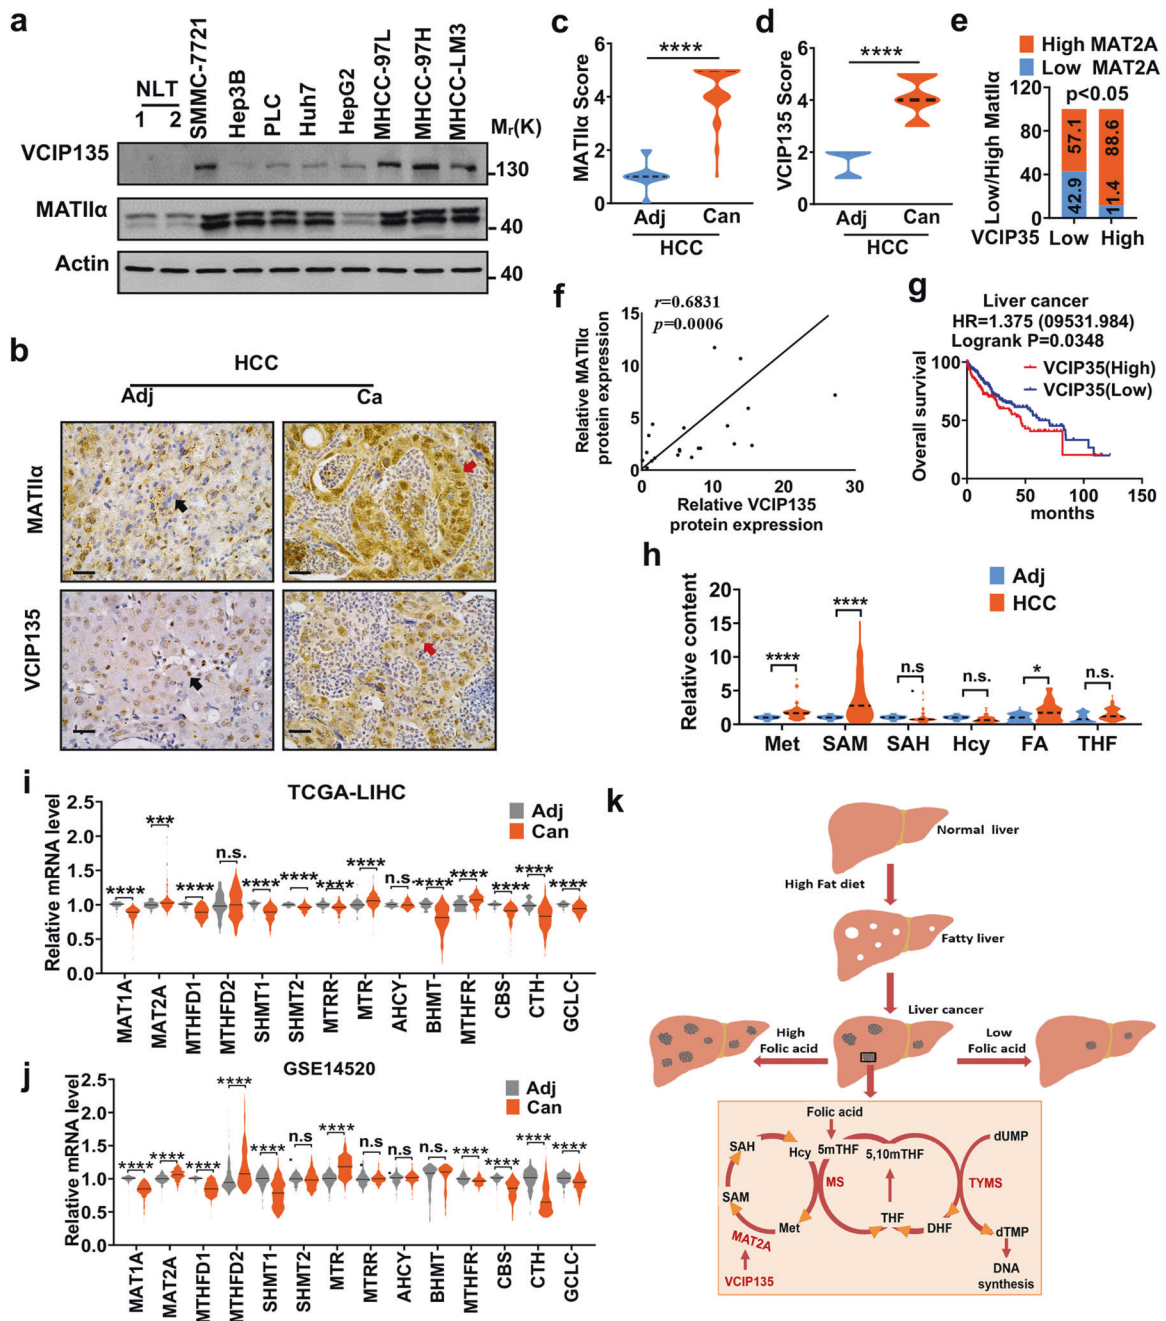 a
NLT
1 2
SMMC-7721
Hep3B
PLC
Huh7
HepG2
MHCC-97L
MHCC-97H
MHCC-LM3
Mr(K)
VCIP135
130
MATIIα
40
Actin
40
b
HCC
Adj
Ca
MATIIα
VCIP135
c
MATIIα Score
6
4
2
0
****
Adj
Can
HCC
d
VCIP135 Score
6
4
2
0
****
Adj
Can
HCC
e
High MAT2A
Low MAT2A
p<0.05
Low/High MatIIα
120
80
40
0
57.1
42.9
88.6
11.4
VCIP35 Low High
f
r=0.6831
p=0.0006
Relative MATIIα
protein expression
15
10
5
0
0 10 20 30
Relative VCIP135
protein expression
g
Liver cancer
HR=1.375 (09531.984)
Logrank P=0.0348
VCIP35(High)
VCIP35(Low)
Overall survival
100
50
0
0 50 100 150
months
h
Adj
HCC
Relative content
20
15
10
5
0
****
****
n.s
n.s.
*
n.s.
Met SAM SAH Hcy FA THF
i
TCGA-LIHC
Adj
Can
Relative mRNA level
2.5
2.0
1.5
1.0
0.5
0.0
**** *** **** n.s. **** **** **** **** n.s. **** **** **** **** ****
MAT1A
MAT2A
MTHFD1
MTHFD2
SHMT1
SHMT2
MTRR
MTR
AHCY
BHMT
MTHFR
CBS
CTH
GCLC
j
GSE14520
Adj
Can
Relative mRNA level
2.5
2.0
1.5
1.0
0.5
0.0
**** **** **** **** **** n.s **** n.s n.s n.s. **** **** **** ****
MAT1A
MAT2A
MTHFD1
MTHFD2
SHMT1
SHMT2
MTR
MTRR
AHCY
BHMT
MTHFR
CBS
CTH
GCLC
k
Normal liver
High Fat diet
Fatty liver
Liver cancer
High
Folic acid
Low
Folic acid
Folic acid
SAH
Hcy
5mTHF
5,10mTHF
dUMP
SAM
MS
TYMS
Met
THF
DHF
dTMP
MAT2A
VCIP135
DNA
synthesis